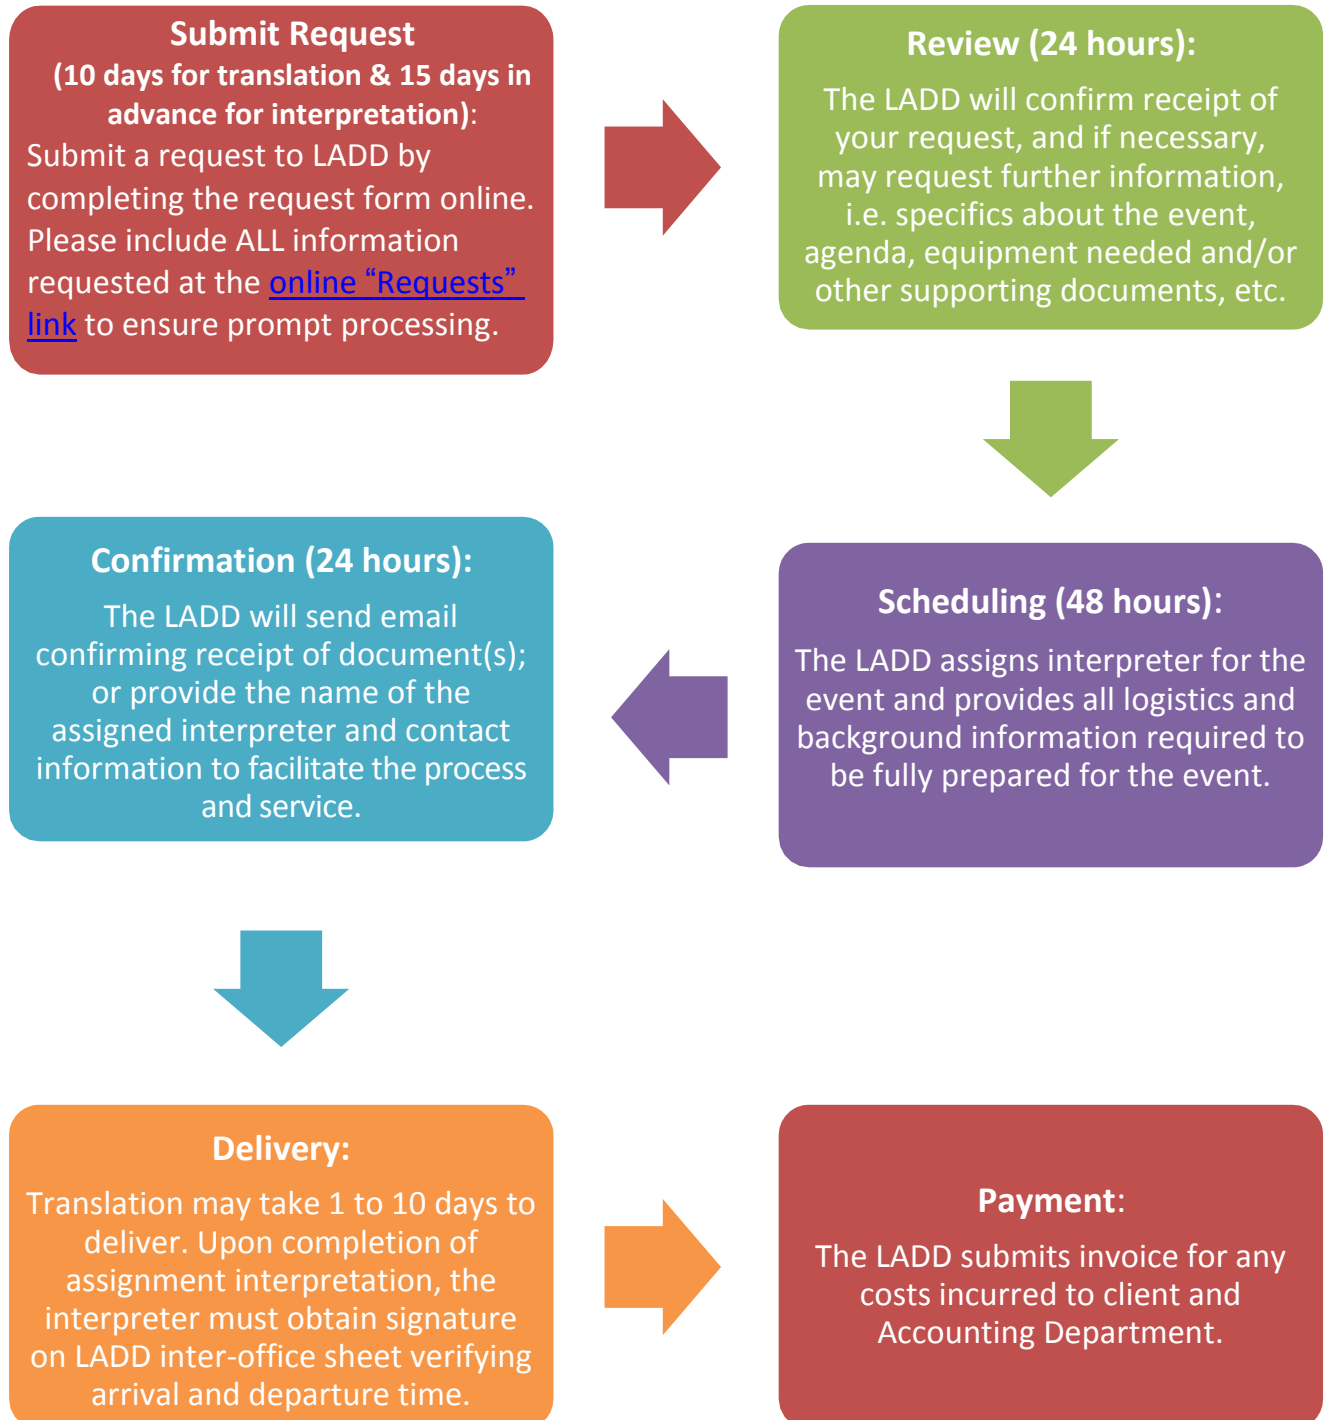 Submit Request
(10 days for translation & 15 days in
advance for interpretation):
Submit a request to LADD by
completing the request form online.
Please include ALL information
requested at the online “Requests”
link to ensure prompt processing.
Review (24 hours):
The LADD will confirm receipt of
your request, and if necessary,
may request further information,
i.e. specifics about the event,
agenda, equipment needed and/or
other supporting documents, etc.
Scheduling (48 hours):
The LADD assigns interpreter for the
event and provides all logistics and
background information required to
be fully prepared for the event.
Confirmation (24 hours):
The LADD will send email
confirming receipt of document(s);
or provide the name of the
assigned interpreter and contact
information to facilitate the process
and service.
Delivery:
Translation may take 1 to 10 days to
deliver. Upon completion of
assignment interpretation, the
interpreter must obtain signature
on LADD inter-office sheet verifying
arrival and departure time.
Payment:
The LADD submits invoice for any
costs incurred to client and
Accounting Department.